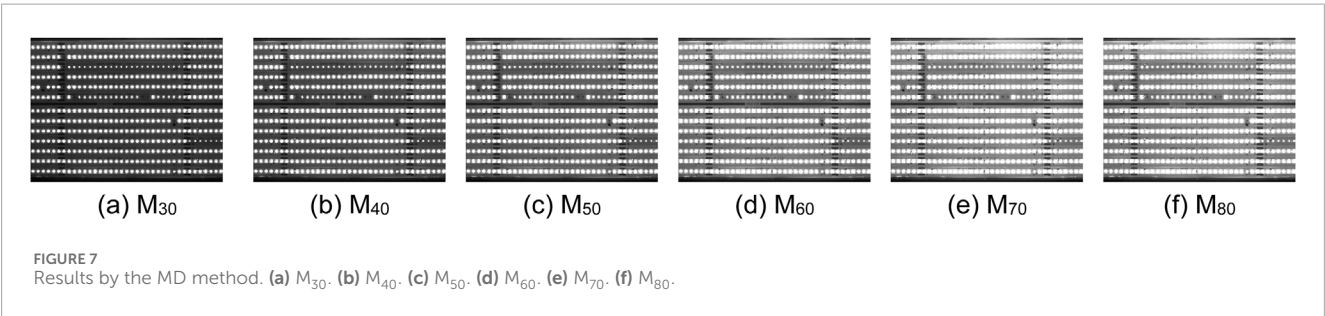 (a) M₃₀ (b) M₄₀ (c) M₅₀ (d) M₆₀ (e) M₇₀ (f) M₈₀
FIGURE 7
Results by the MD method. (a) M₃₀. (b) M₄₀. (c) M₅₀. (d) M₆₀. (e) M₇₀. (f) M₈₀.